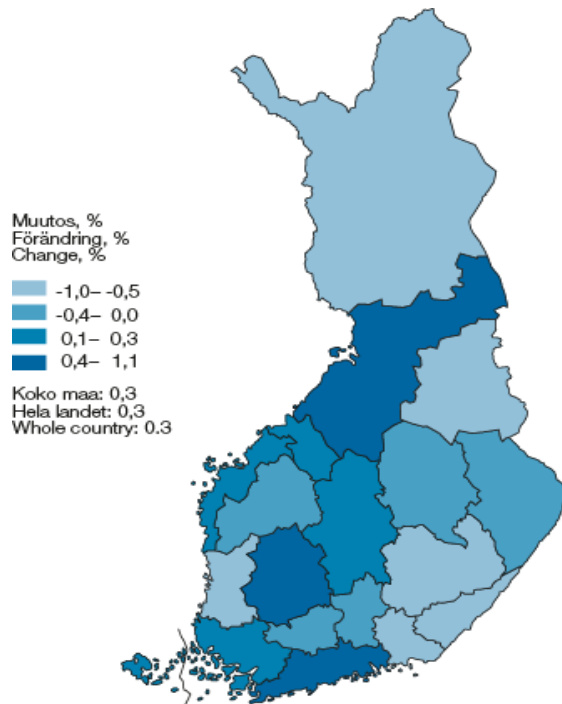 Muutos, %
Förändring, %
Change, %
-1,0– -0,5
-0,4– 0,0
0,1– 0,3
0,4– 1,1
Koko maa: 0,3
Hela landet: 0,3
Whole country: 0.3